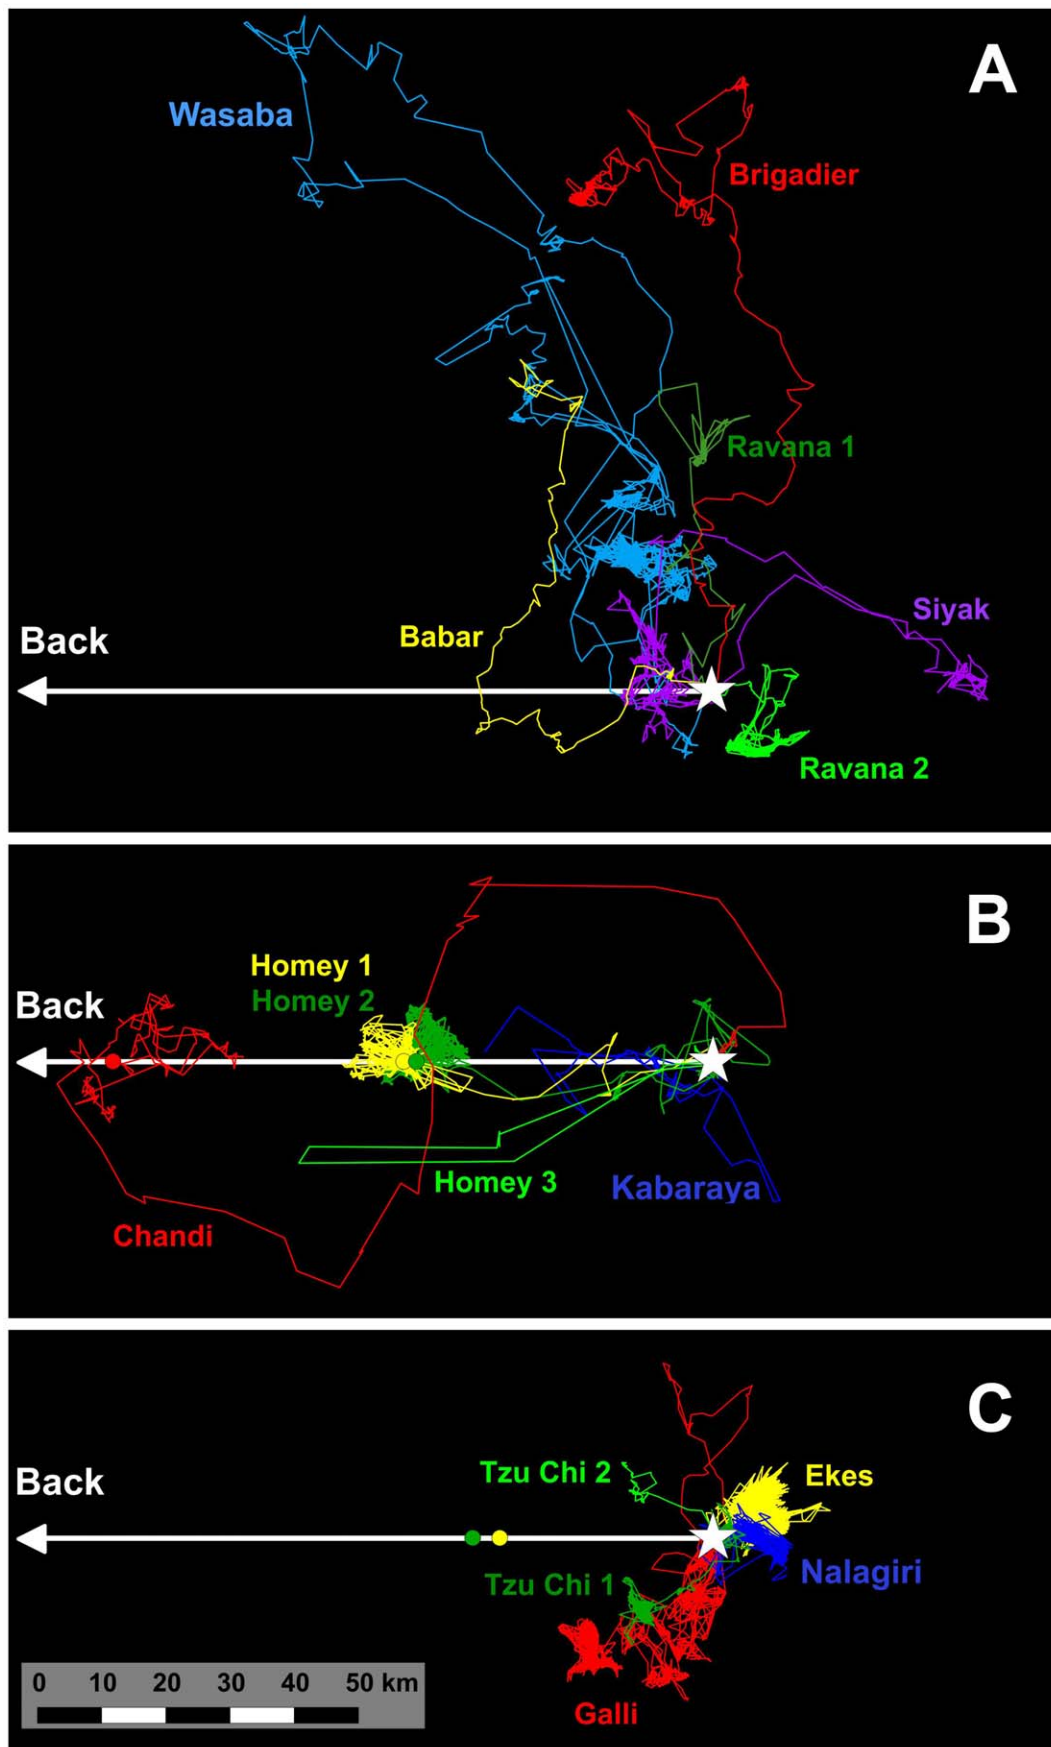 A
Wasaba
Brigadier
Ravana 1
Siyak
Babar
Back
Ravana 2
B
Homey 1
Homey 2
Back
Homey 3
Kabaraya
Chandi
C
Tzu Chi 2
Ekes
Back
Tzu Chi 1
Nalagiri
0 10 20 30 40 50 km
Galli